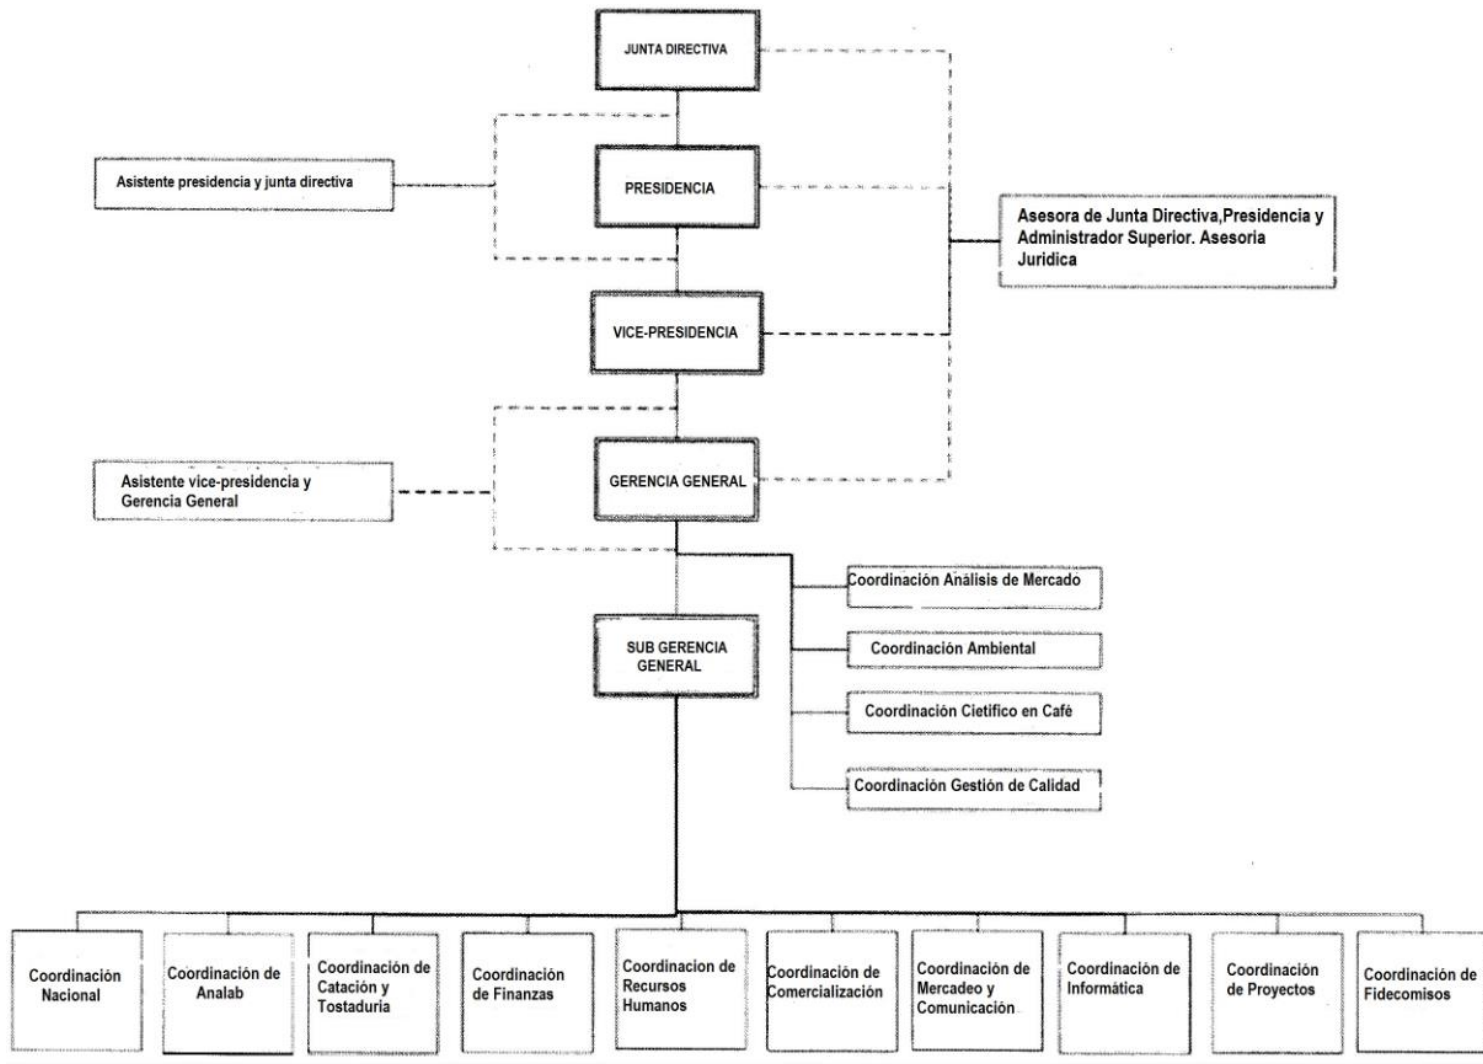 JUNTA DIRECTIVA
Asistente presidencia y junta directiva
PRESIDENCIA
Asesora de Junta Directiva,Presidencia y
Administrador Superior. Asesoria
Juridica
VICE-PRESIDENCIA
Asistente vice-presidencia y
Gerencia General
GERENCIA GENERAL
Coordinación Análisis de Mercado
Coordinación Ambiental
Coordinación Cietifico en Café
Coordinación Gestión de Calidad
SUB GERENCIA
GENERAL
Coordinación
Nacional
Coordinación de
Analab
Coordinación de
Catación y
Tostaduria
Coordinación
de Finanzas
Coordinacion de
Recursos
Humanos
Coordinación de
Comercialización
Coordinación de
Mercadeo y
Comunicación
Coordinación de
Informática
Coordinación
de Proyectos
Coordinación de
Fidecomisos